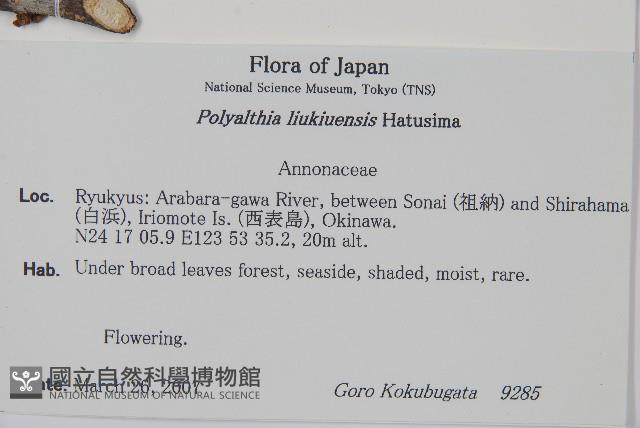 Flora of Japan
National Science Museum, Tokyo (TNS)
Polyalthia liukiuensis Hatusima
Annonaceae
Loc. Ryukyus: Arabara-gawa River, between Sonai (祖納) and Shirahama
(白浜), Iriomote Is. (西表島), Okinawa.
N24 17 05.9 E123 53 35.2, 20m alt.
Hab. Under broad leaves forest, seaside, shaded, moist, rare.
Flowering.
March 26, 2007
國立自然科學博物館
NATIONAL MUSEUM OF NATURAL SCIENCE
Goro Kokubugata 9285